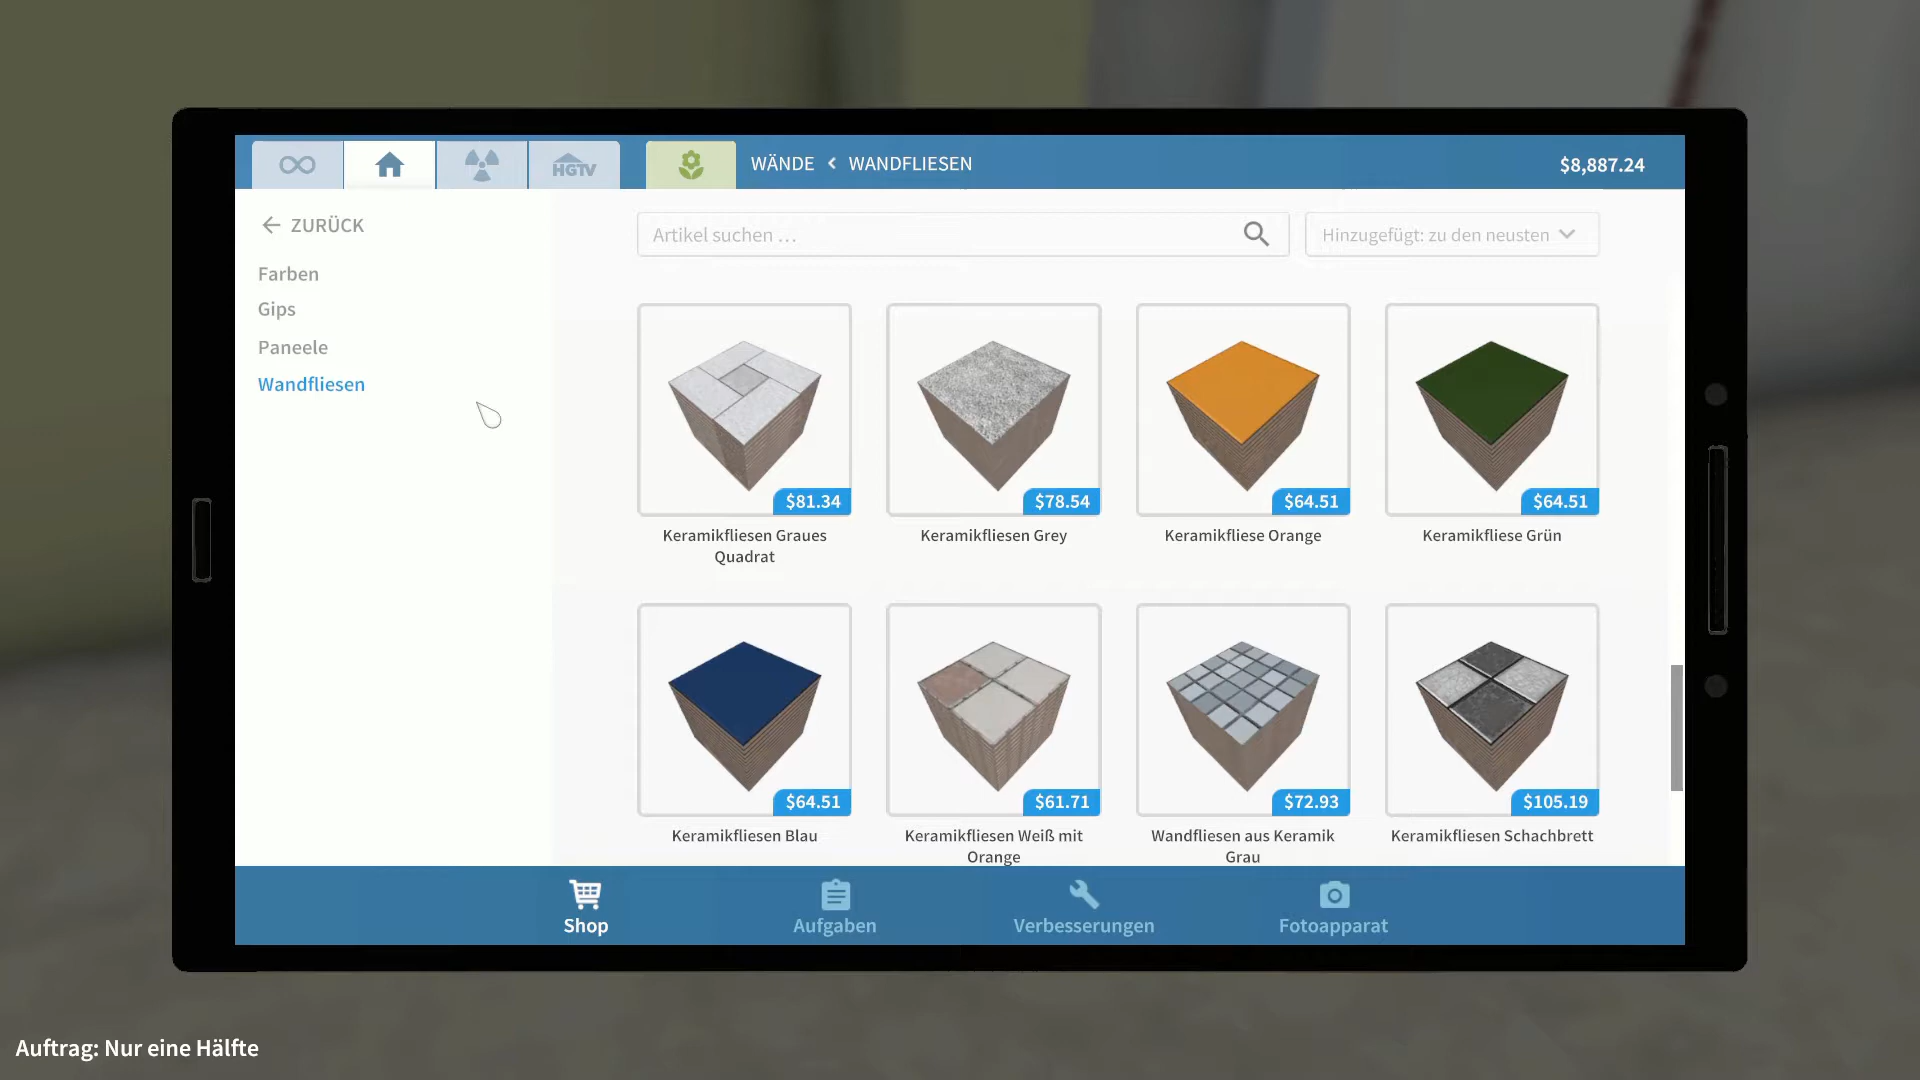 HGTV
WÄNDE < WANDFLIESEN
$8,887.24
ZURÜCK
Artikel suchen ...
Hinzugefügt: zu den neusten
Farben
Gips
Paneele
Wandfliesen
$81.34
$78.54
$64.51
$64.51
Keramikfliesen Graues
Quadrat
Keramikfliesen Grey
Keramikfliese Orange
Keramikfliese Grün
$64.51
$61.71
$72.93
$105.19
Keramikfliesen Blau
Keramikfliesen Weiß mit
Orange
Wandfliesen aus Keramik
Grau
Keramikfliesen Schachbrett
Shop
Aufgaben
Verbesserungen
Fotoapparat
Auftrag: Nur eine Hälfte